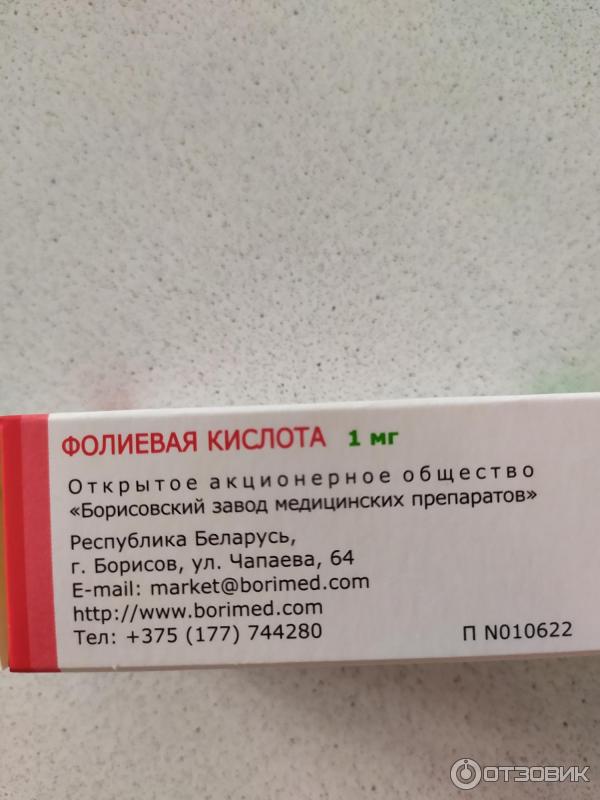 ФОЛИЕВАЯ КИСЛОТА 1 мг
Открытое акционерное общество
«Борисовский завод медицинских препаратов»
Республика Беларусь,
г. Борисов, ул. Чапаева, 64
E-mail: market@borimed.com
http://www.borimed.com
Тел: +375 (177) 744280
П N010622
ОТЗОВИК